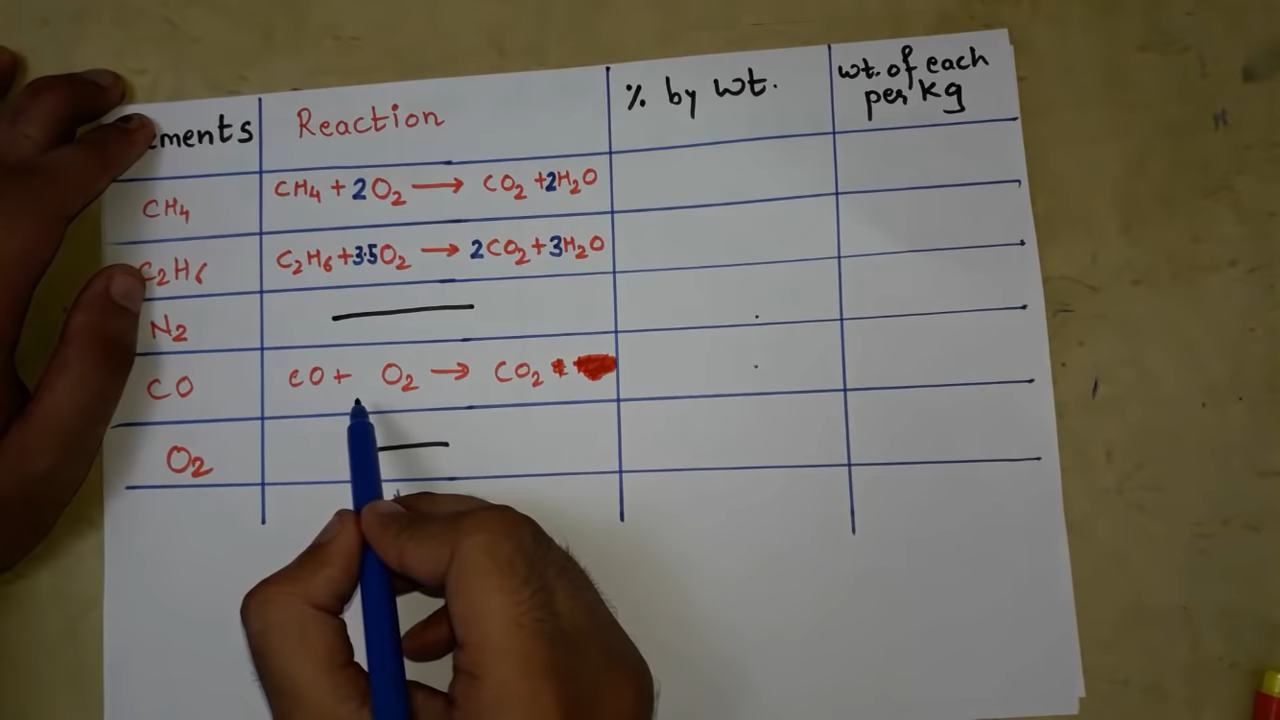 ements Reaction % by wt. wt. of each per kg
CH4 CH4 + 2O2 → CO2 + 2H2O
C2H6 C2H6 + 3.5O2 → 2CO2 + 3H2O
N2
CO CO + O2 → CO2
O2